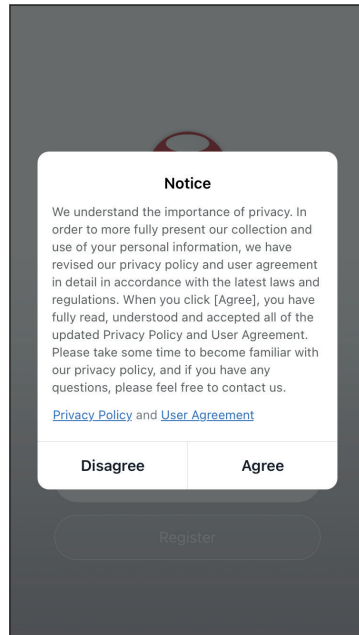 Notice
We understand the importance of privacy. In
order to more fully present our collection and
use of your personal information, we have
revised our privacy policy and user agreement
in detail in accordance with the latest laws and
regulations. When you click [Agree], you have
fully read, understood and accepted all of the
updated Privacy Policy and User Agreement.
Please take some time to become familiar with
our privacy policy, and if you have any
questions, please feel free to contact us.
Privacy Policy and User Agreement
Disagree Agree
Register